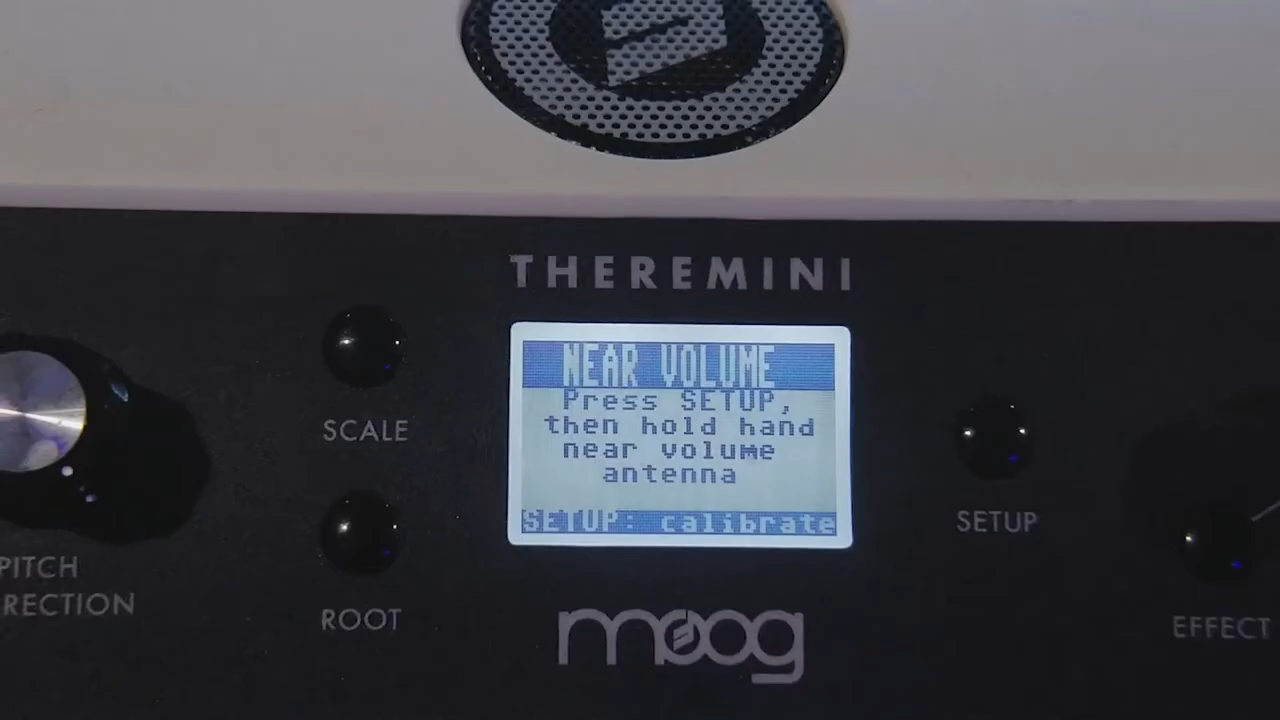 THEREMINI
NEAR VOLUME
Press SETUP,
then hold hand
near volume
antenna
SETUP: calibrate
SCALE
SETUP
PITCH
RECTION
ROOT
EFFECT
moog